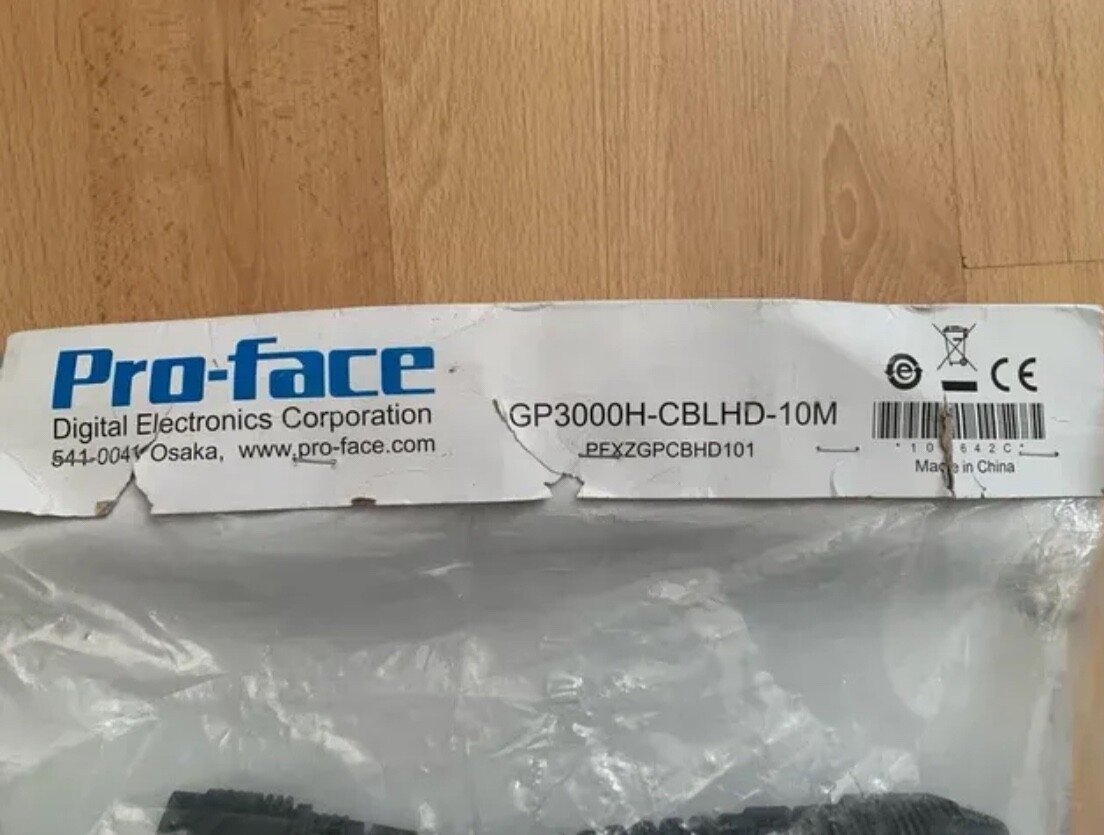 Pro-face
Digital Electronics Corporation
541-0041 Osaka, www.pro-face.com
GP3000H-CBLHD-10M
PFXZGPCBHD101
e
CE
Made in China